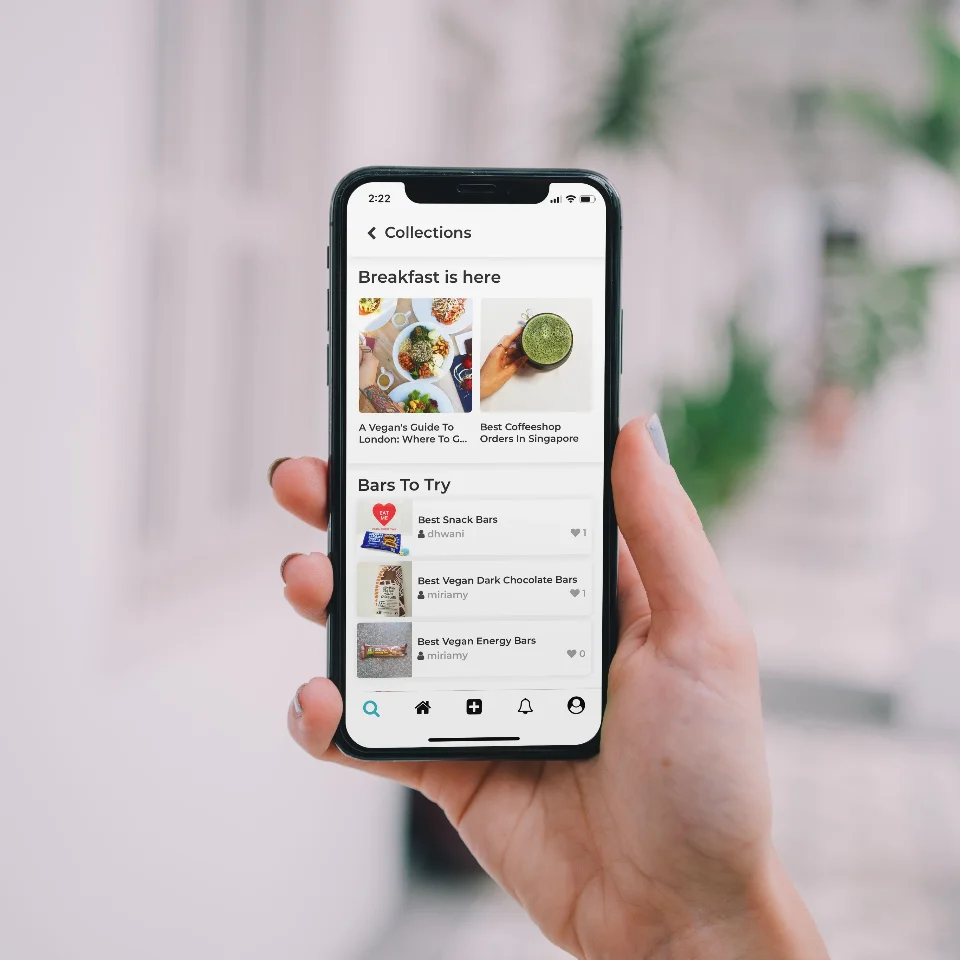 2:22
Collections
Breakfast is here
A Vegan's Guide To
London: Where To G...
Best Coffeeshop
Orders In Singapore
Bars To Try
EAT
ME
Best Snack Bars
dhwani
1
Best Vegan Dark Chocolate Bars
miriamy
1
Best Vegan Energy Bars
miriamy
0